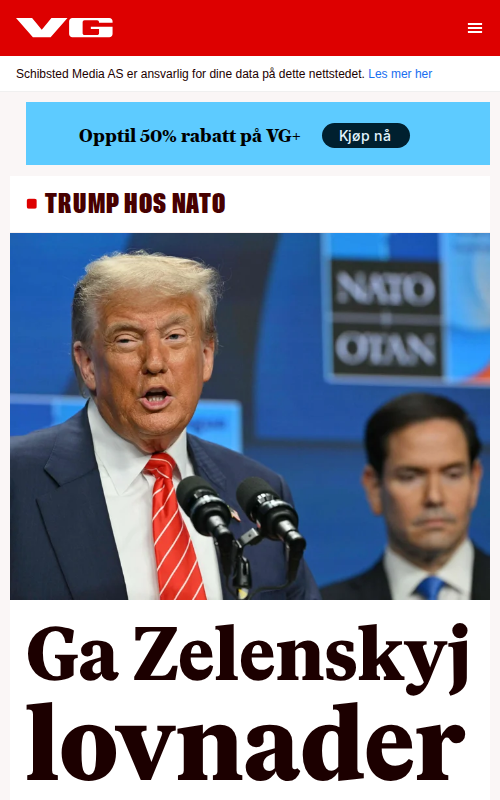 VG
Schibsted Media AS er ansvarlig for dine data på dette nettstedet. Les mer her
Opptil 50% rabatt på VG+ Kjøp nå
TRUMP HOS NATO
NATO
OTAN
Ga Zelenskyj
lovnader